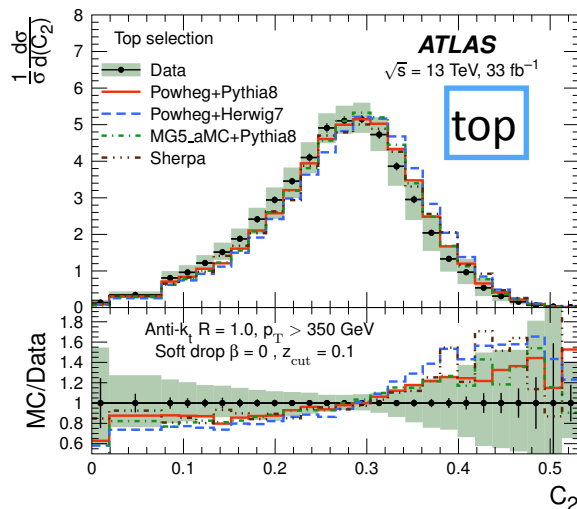 1/σ dσ/d(C₂)
Top selection
Data
Powheg+Pythia8
Powheg+Herwig7
MG5_aMC+Pythia8
Sherpa
ATLAS
√s = 13 TeV, 33 fb⁻¹
top
8
7
6
5
4
3
2
1
0
MC/Data
1.8
1.6
1.4
1.2
1
0.8
0.6
Anti-kₜ R = 1.0, p_T > 350 GeV
Soft drop β = 0 , z_cut = 0.1
0 0.1 0.2 0.3 0.4 0.5
C₂